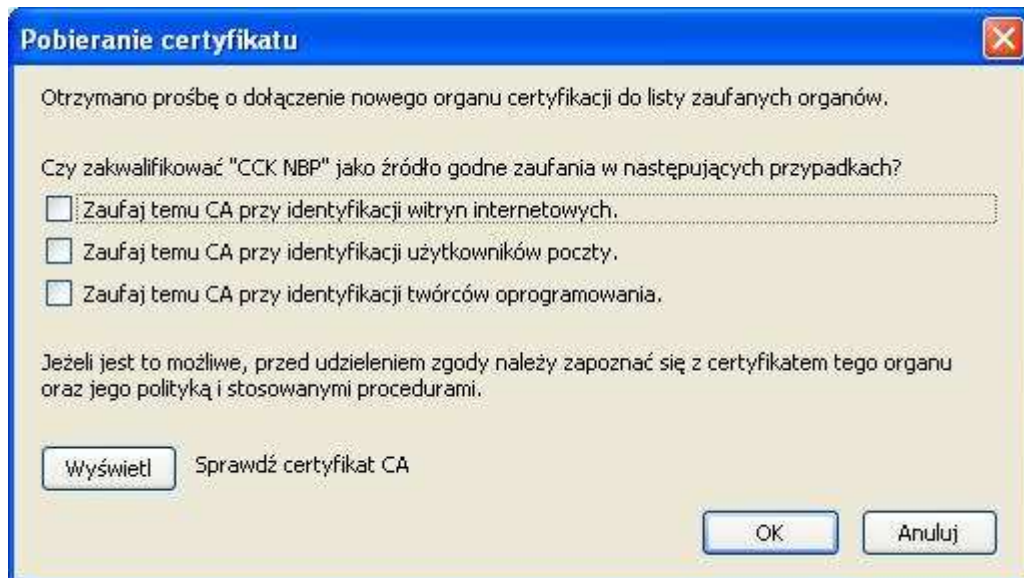 Pobieranie certyfikatu
Otrzymano prośbę o dołączenie nowego organu certyfikacji do listy zaufanych organów.
Czy zakwalifikować "CCK NBP" jako źródło godne zaufania w następujących przypadkach?
Zaufaj temu CA przy identyfikacji witryn internetowych.
Zaufaj temu CA przy identyfikacji użytkowników poczty.
Zaufaj temu CA przy identyfikacji twórców oprogramowania.
Jeżeli jest to możliwe, przed udzieleniem zgody należy zapoznać się z certyfikatem tego organu
oraz jego polityką i stosowanymi procedurami.
Wyświetl Sprawdź certyfikat CA
OK Anuluj